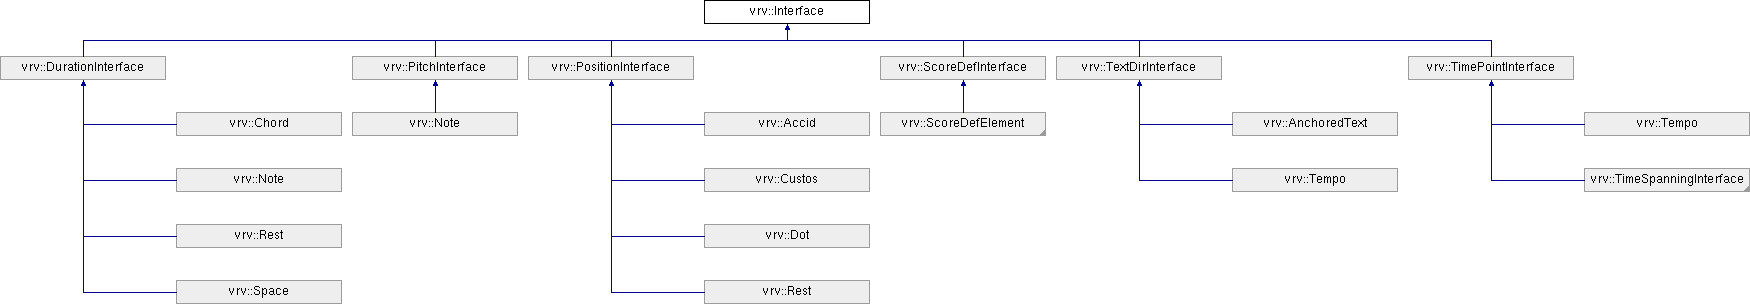 vrv::Interface
vrv::DurationInterface
vrv::PitchInterface
vrv::PositionInterface
vrv::ScoreDefInterface
vrv::TextDirInterface
vrv::TimePointInterface
vrv::Chord
vrv::Note
vrv::Accid
vrv::ScoreDefElement
vrv::AnchoredText
vrv::Tempo
vrv::Note
vrv::Custos
vrv::Tempo
vrv::TimeSpanningInterface
vrv::Rest
vrv::Dot
vrv::Space
vrv::Rest